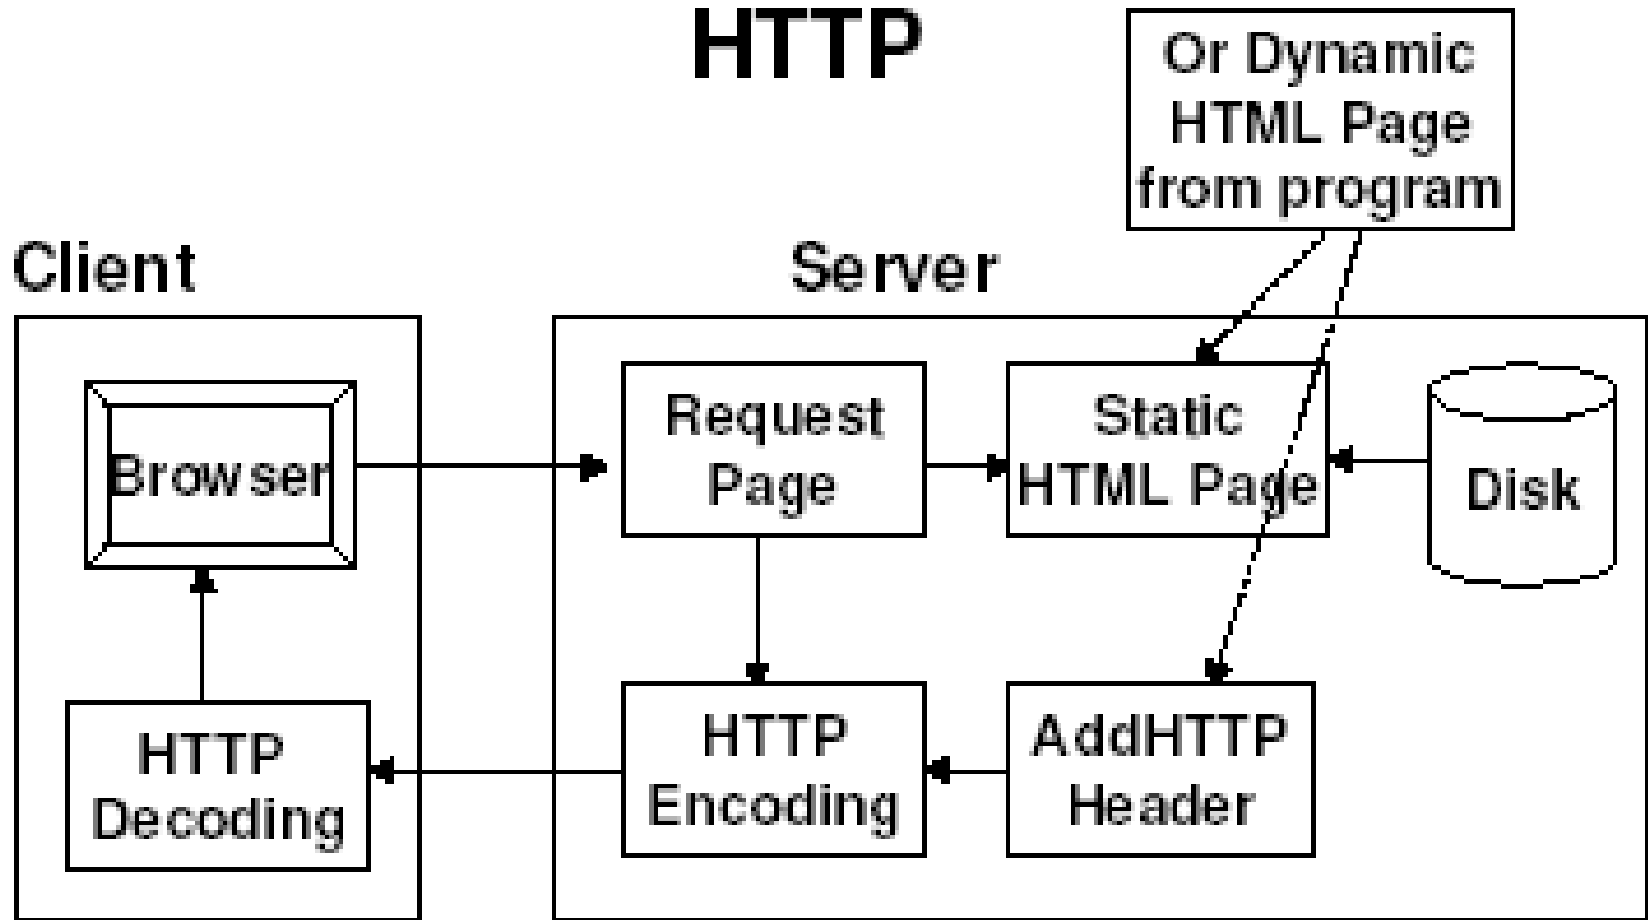 HTTP
Or Dynamic
HTML Page
from program
Client
Server
Browser
Request
Page
Static
HTML Page
Disk
HTTP
Decoding
HTTP
Encoding
AddHTTP
Header